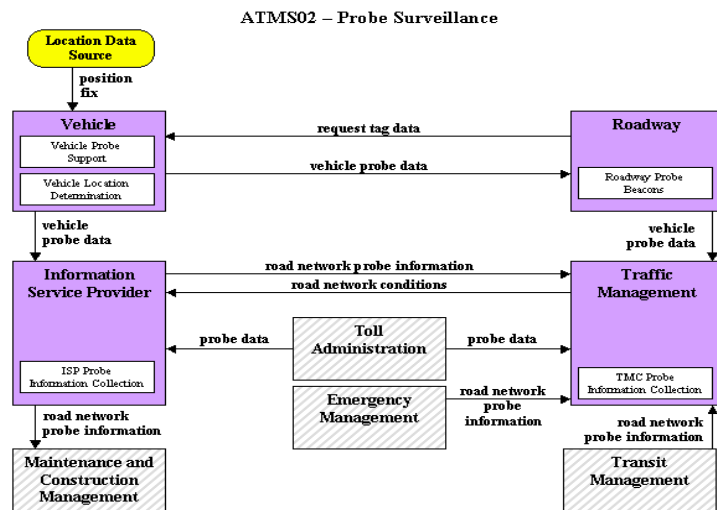 ATMS02 – Probe Surveillance
Location Data
Source
position
fix
Vehicle
Vehicle Probe
Support
Vehicle Location
Determination
request tag data
vehicle probe data
Roadway
Roadway Probe
Beacons
vehicle
probe data
vehicle
probe data
Information
Service Provider
ISP Probe
Information Collection
road network probe information
road network conditions
Traffic
Management
TMC Probe
Information Collection
probe data
Toll
Administration
probe data
Emergency
Management
road network
probe
information
road network
probe information
road network
probe information
Maintenance and
Construction
Management
Transit
Management